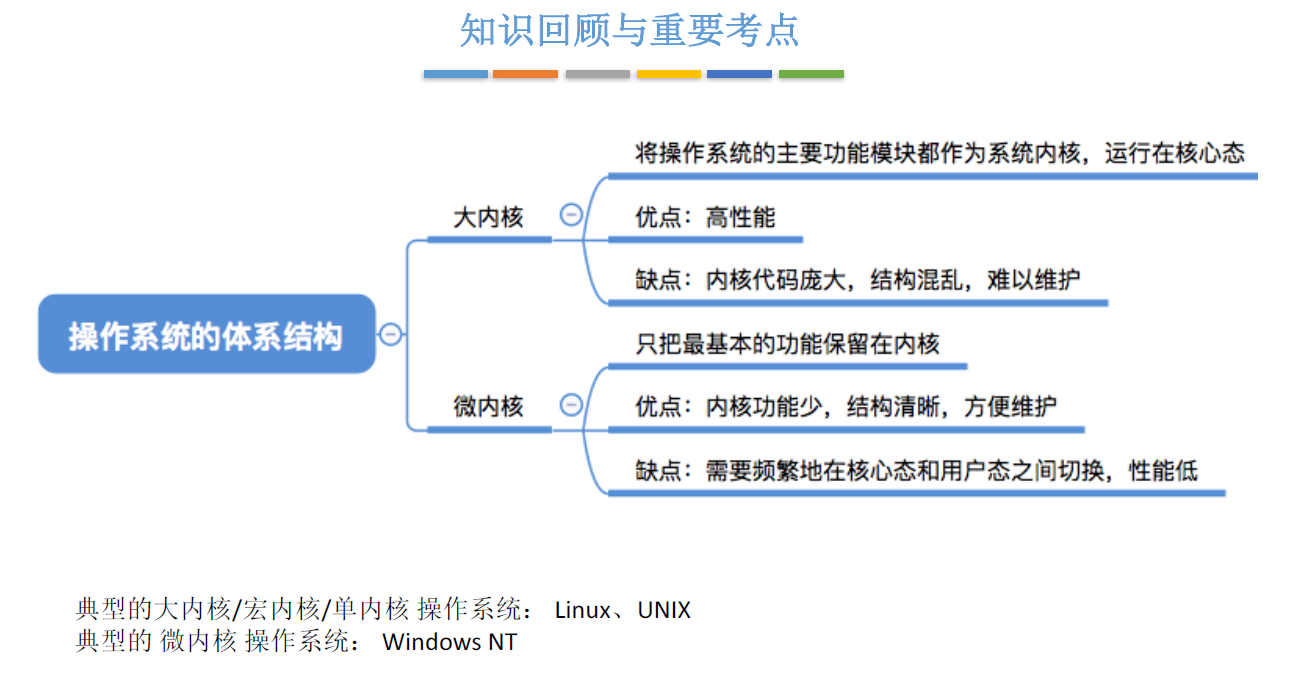 知识回顾与重要考点
将操作系统的主要功能模块都作为系统内核，运行在核心态
大内核
优点：高性能
缺点：内核代码庞大，结构混乱，难以维护
操作系统的体系结构
只把最基本的功能保留在内核
微内核
优点：内核功能少，结构清晰，方便维护
缺点：需要频繁地在核心态和用户态之间切换，性能低
典型的大内核/宏内核/单内核 操作系统： Linux、UNIX
典型的 微内核 操作系统： Windows NT